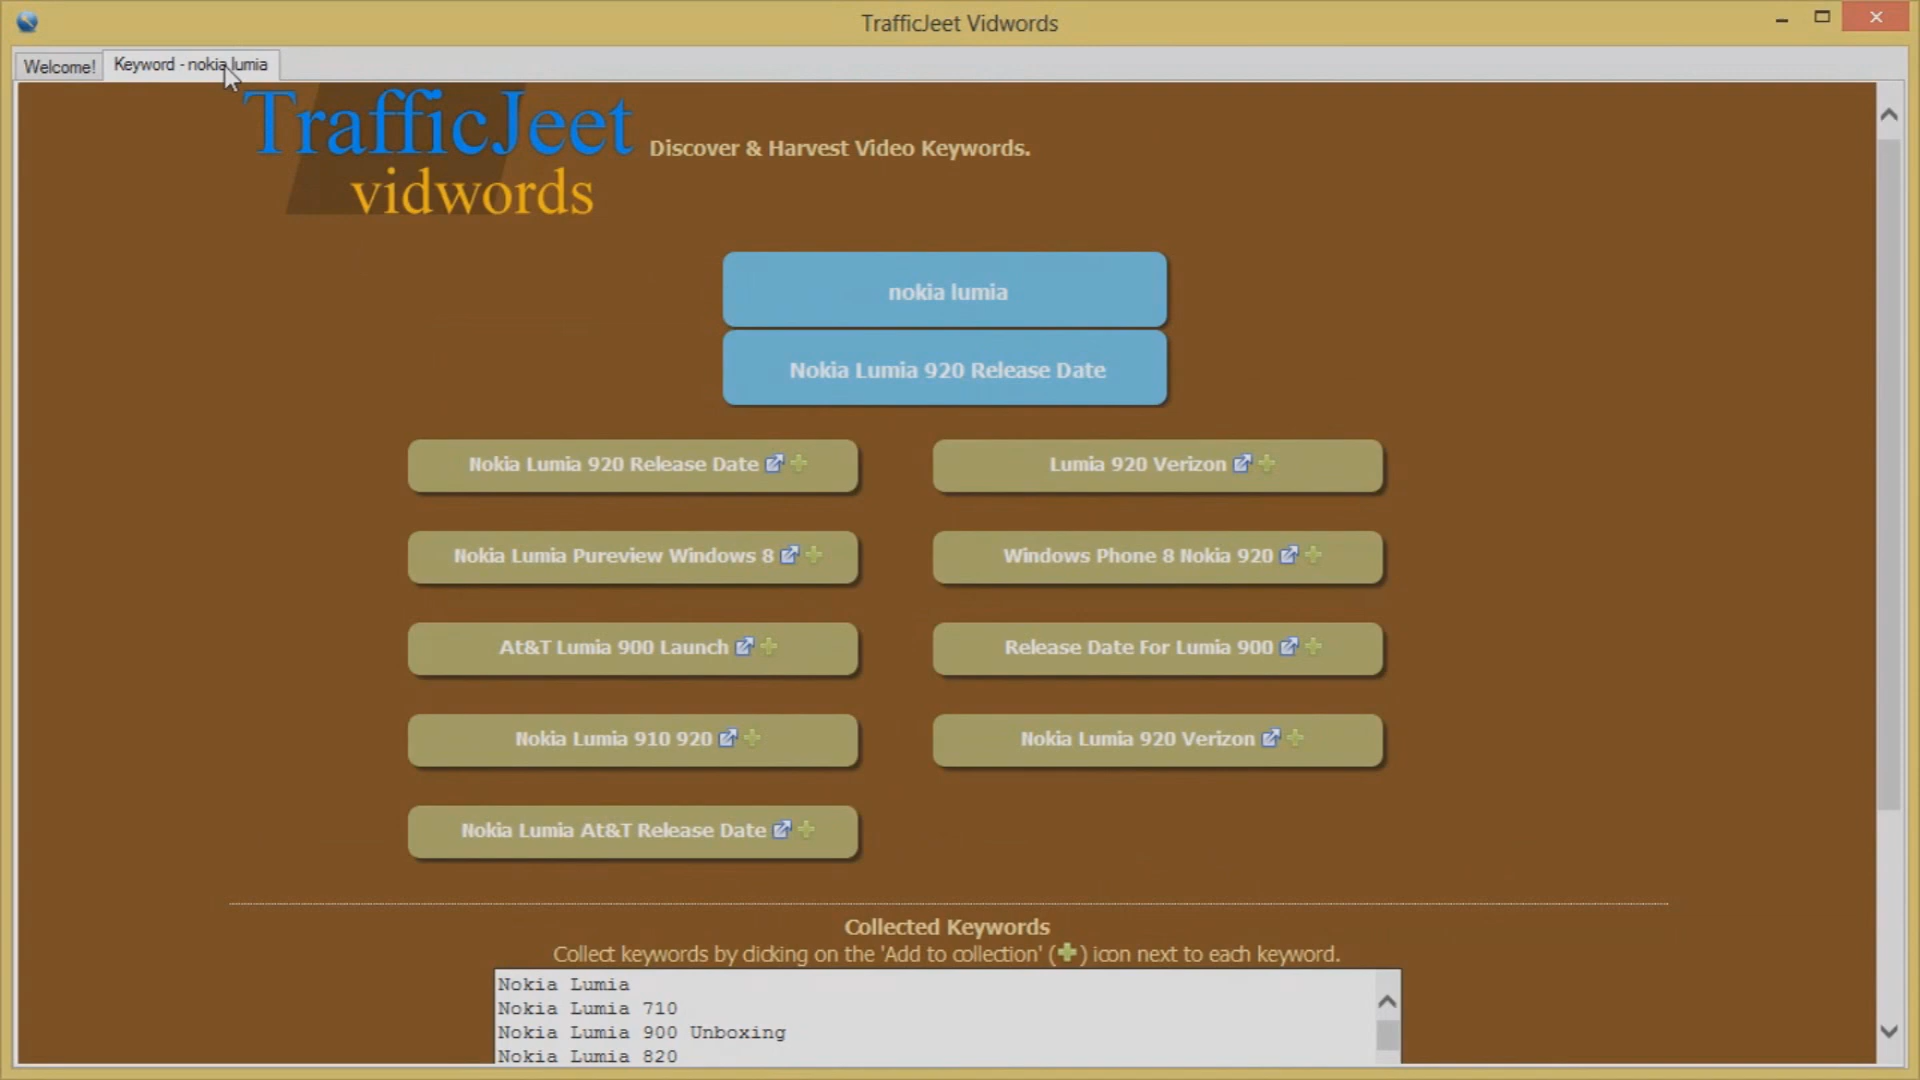 TrafficJeet Vidwords
Welcome!
Keyword - nokia lumia
TrafficJeet
vidwords
Discover & Harvest Video Keywords.
nokia lumia
Nokia Lumia 920 Release Date
Nokia Lumia 920 Release Date
Lumia 920 Verizon
Nokia Lumia Pureview Windows 8
Windows Phone 8 Nokia 920
At&T Lumia 900 Launch
Release Date For Lumia 900
Nokia Lumia 910 920
Nokia Lumia 920 Verizon
Nokia Lumia At&T Release Date
Collected Keywords
Collect keywords by clicking on the 'Add to collection' ( ) icon next to each keyword.
Nokia Lumia
Nokia Lumia 710
Nokia Lumia 900 Unboxing
Nokia Lumia 820